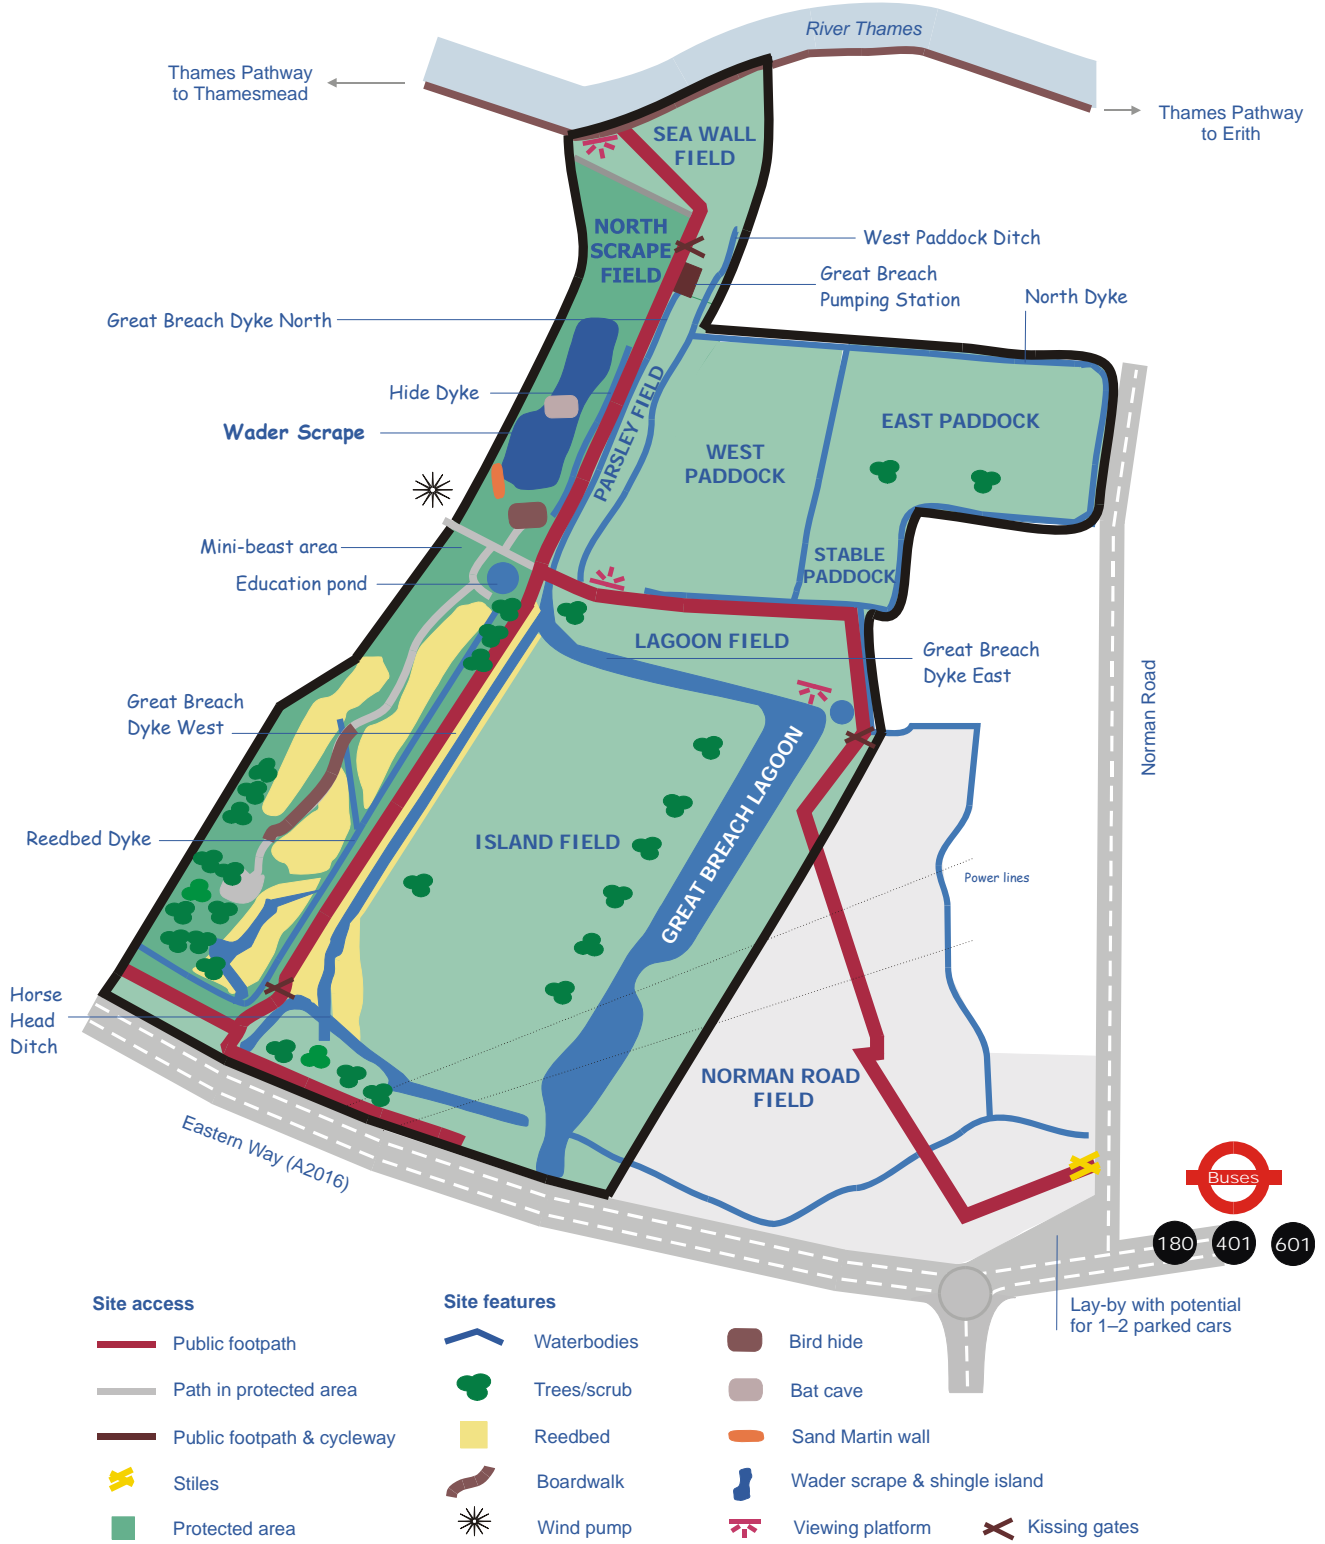 River Thames
Thames Pathway
to Thamesmead
Thames Pathway
to Erith
SEA WALL
FIELD
NORTH
SCRAPE
FIELD
West Paddock Ditch
Great Breach
Pumping Station
North Dyke
Great Breach Dyke North
Hide Dyke
PARSLEY FIELD
EAST PADDOCK
Wader Scrape
WEST
PADDOCK
Mini-beast area
STABLE
PADDOCK
Education pond
LAGOON FIELD
Great Breach
Dyke East
Norman Road
Great Breach
Dyke West
GREAT BREACH LAGOON
Reedbed Dyke
ISLAND FIELD
Power lines
Horse
Head
Ditch
NORMAN ROAD
FIELD
Eastern Way (A2016)
Buses
180
401
601
Lay-by with potential
for 1–2 parked cars
Site access
Public footpath
Path in protected area
Public footpath & cycleway
Stiles
Protected area
Site features
Waterbodies
Trees/scrub
Reedbed
Boardwalk
Wind pump
Bird hide
Bat cave
Sand Martin wall
Wader scrape & shingle island
Viewing platform
Kissing gates